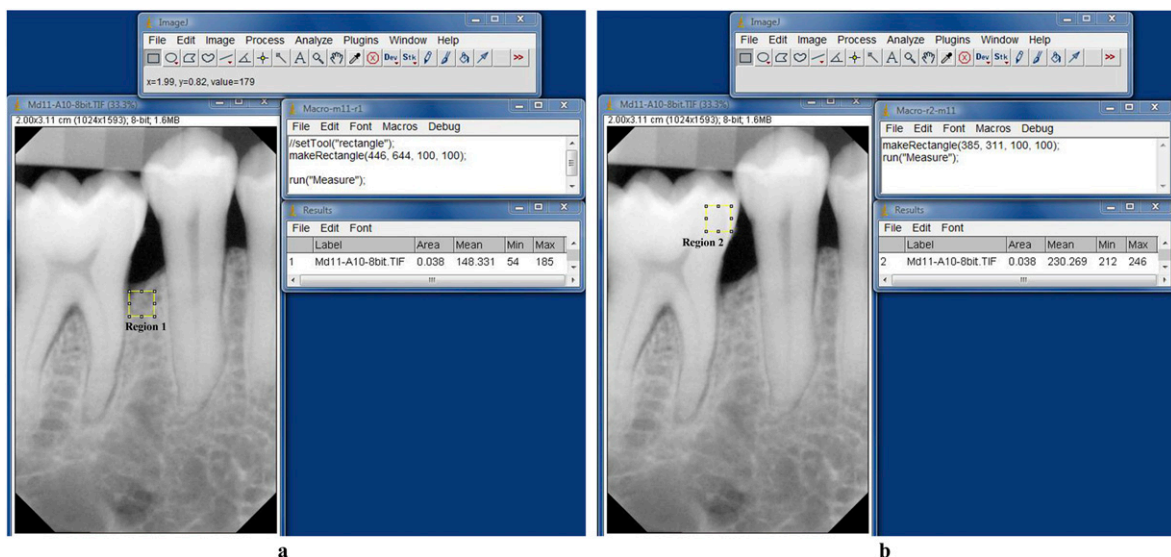 ImageJ
File Edit Image Process Analyze Plugins Window Help
Dev Stk >>
x=1.99, y=0.82, value=179
Md11-A10-8bit.TIF (33.3%)
2.00x3.11 cm (1024x1593); 8-bit; 1.6MB
Macro-m11-r1
File Edit Font Macros Debug
//setTool("rectangle");
makeRectangle(446, 644, 100, 100);
run("Measure");
Results
File Edit Font
Label Area Mean Min Max
1 Md11-A10-8bit.TIF 0.038 148.331 54 185
Region 1
a
ImageJ
File Edit Image Process Analyze Plugins Window Help
Dev Stk >>
Md11-A10-8bit.TIF (33.3%)
2.00x3.11 cm (1024x1593); 8-bit; 1.6MB
Macro-r2-m11
File Edit Font Macros Debug
makeRectangle(385, 311, 100, 100);
run("Measure");
Results
File Edit Font
Label Area Mean Min Max
2 Md11-A10-8bit.TIF 0.038 230.269 212 246
Region 2
b